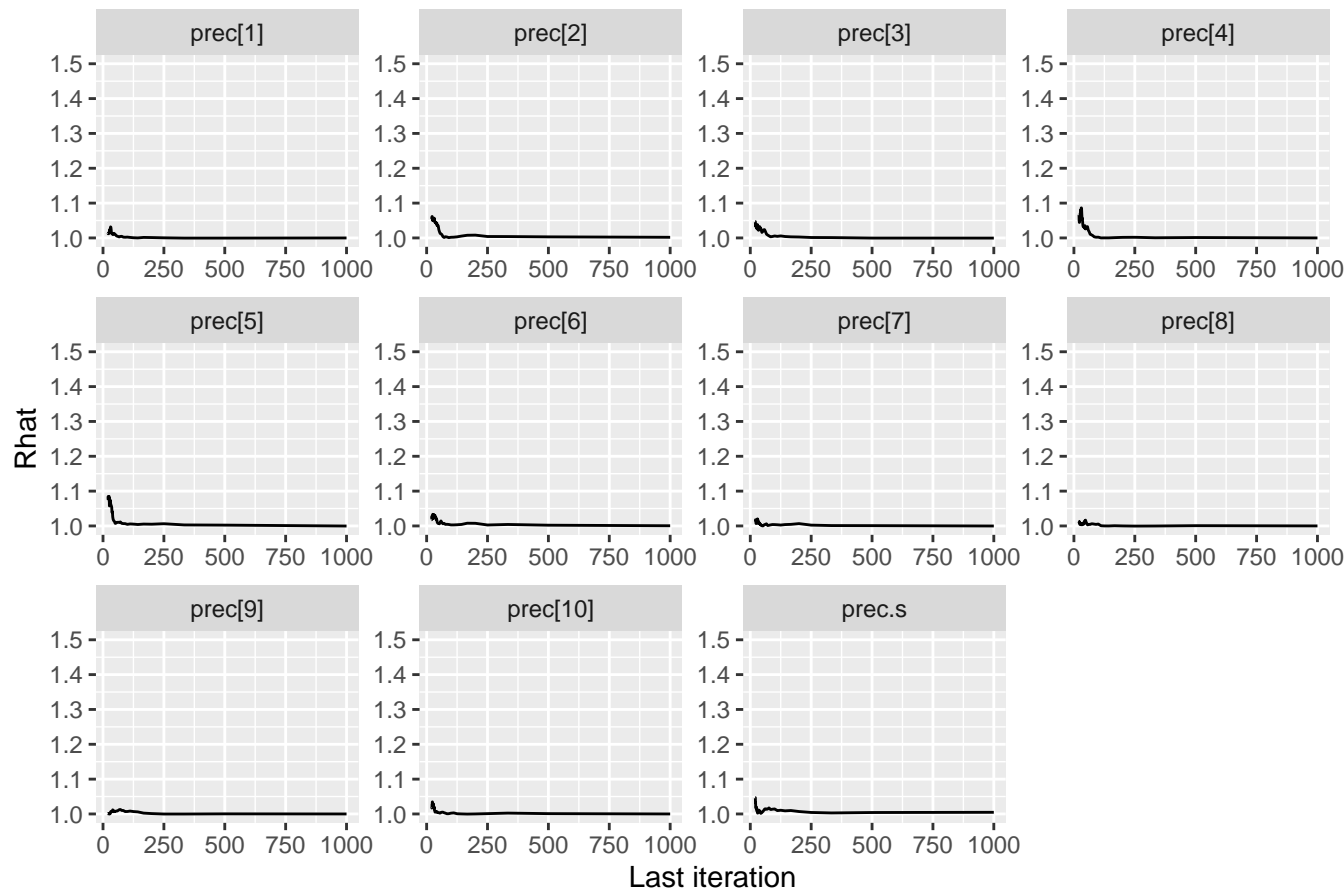 prec[1] prec[2] prec[3] prec[4]
1.5 1.5 1.5 1.5
1.4 1.4 1.4 1.4
1.3 1.3 1.3 1.3
1.2 1.2 1.2 1.2
1.1 1.1 1.1 1.1
1.0 1.0 1.0 1.0
0 250 500 750 1000 0 250 500 750 1000 0 250 500 750 1000 0 250 500 750 1000
prec[5] prec[6] prec[7] prec[8]
1.5 1.5 1.5 1.5
1.4 1.4 1.4 1.4
1.3 1.3 1.3 1.3
1.2 1.2 1.2 1.2
1.1 1.1 1.1 1.1
1.0 1.0 1.0 1.0
0 250 500 750 1000 0 250 500 750 1000 0 250 500 750 1000 0 250 500 750 1000
Rhat
prec[9] prec[10] prec.s
1.5 1.5 1.5
1.4 1.4 1.4
1.3 1.3 1.3
1.2 1.2 1.2
1.1 1.1 1.1
1.0 1.0 1.0
0 250 500 750 1000 0 250 500 750 1000 0 250 500 750 1000
Last iteration